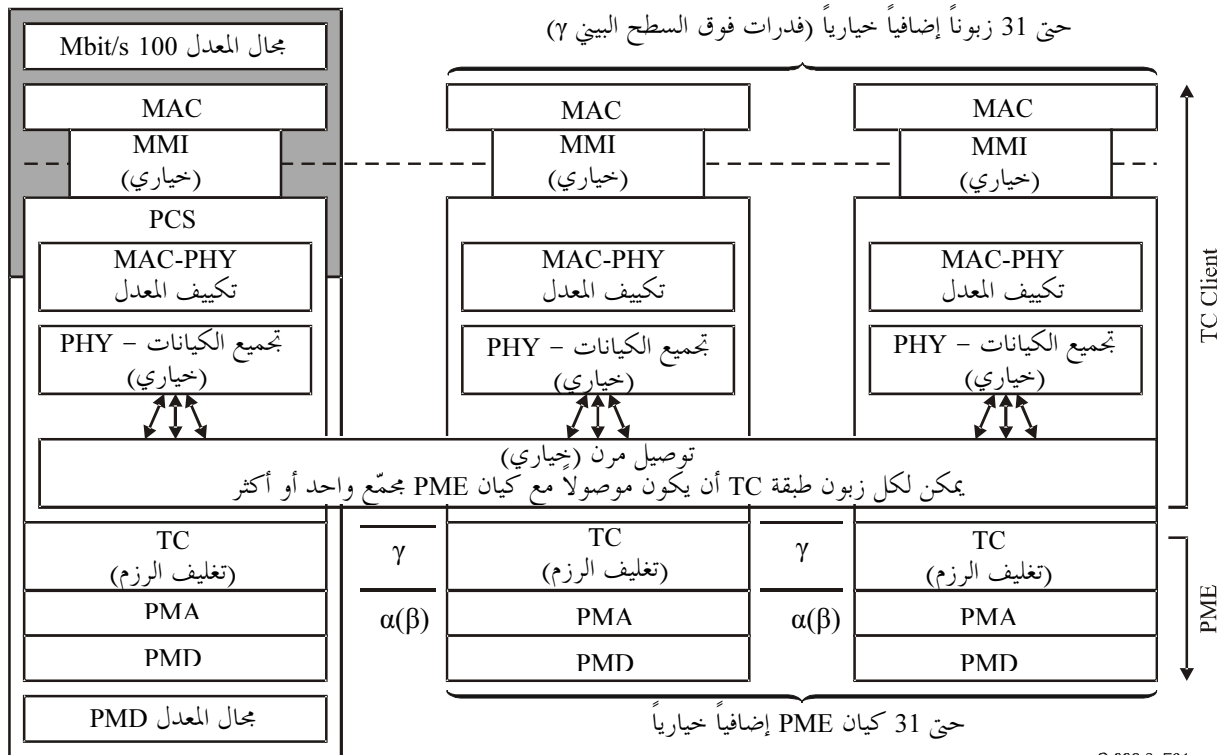 حتى 31 زبوناً إضافياً خيارياً (قدرات فوق السطح البيني γ)
مجال المعدل 100 Mbit/s
MAC
MAC
MAC
MMI
(خياري)
MMI
(خياري)
MMI
(خياري)
PCS
MAC-PHY
تكييف المعدل
MAC-PHY
تكييف المعدل
MAC-PHY
تكييف المعدل
تجميع الكيانات – PHY
(خياري)
تجميع الكيانات – PHY
(خياري)
تجميع الكيانات – PHY
(خياري)
TC Client
توصيل مرن (خياري)
يمكن لكل زبون طبقة TC أن يكون موصولاً مع كيان PME مجمّع واحد أو أكثر
TC
(تغليف الرزم)
γ
TC
(تغليف الرزم)
γ
TC
(تغليف الرزم)
PMA
α(β)
PMA
α(β)
PMA
PMD
PMD
PMD
PME
مجال المعدل PMD
حتى 31 كيان PME إضافياً خيارياً